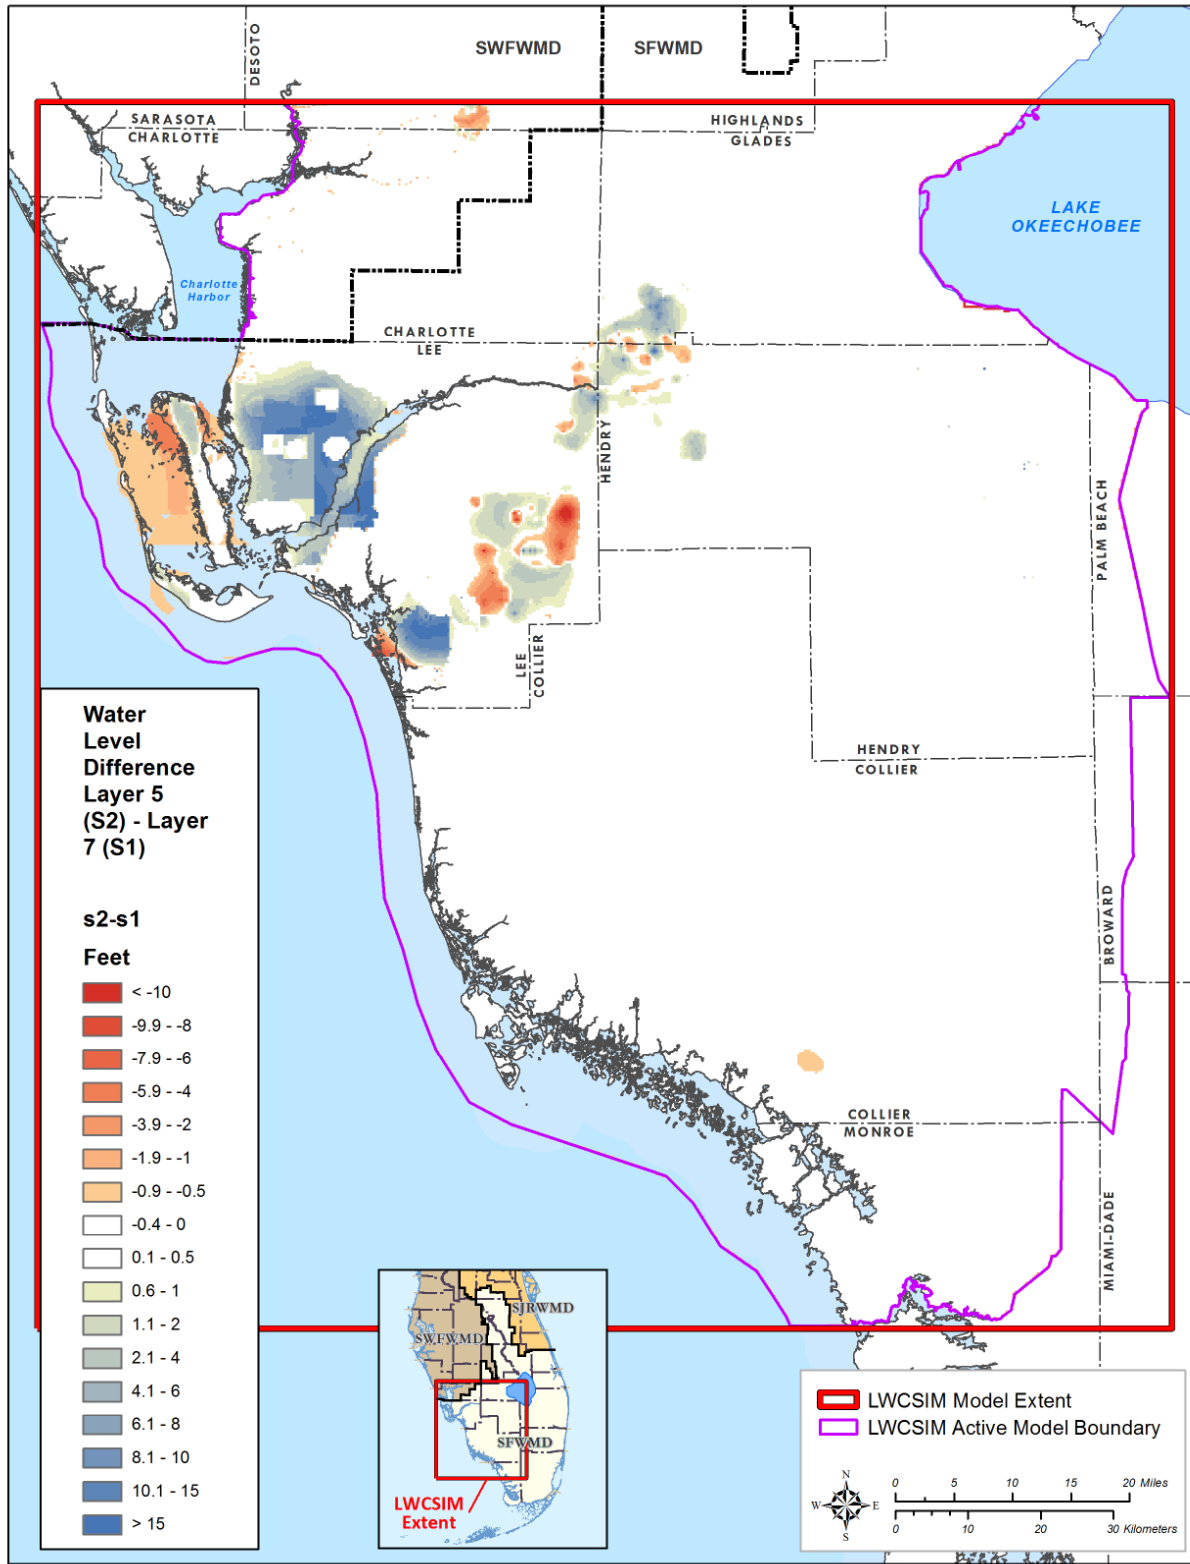 DESOTO
SWFWMD
SFWMD
SARASOTA
CHARLOTTE
HIGHLANDS
GLADES
LAKE
OKEECHOBEE
Charlotte
Harbor
CHARLOTTE
LEE
HENDRY
PALM BEACH
LEE
COLLIER
HENDRY
COLLIER
BROWARD
COLLIER
MONROE
MIAMI-DADE
Water
Level
Difference
Layer 5
(S2) - Layer
7 (S1)
s2-s1
Feet
< -10
-9.9 - -8
-7.9 - -6
-5.9 - -4
-3.9 - -2
-1.9 - -1
-0.9 - -0.5
-0.4 - 0
0.1 - 0.5
0.6 - 1
1.1 - 2
2.1 - 4
4.1 - 6
6.1 - 8
8.1 - 10
10.1 - 15
> 15
SJRWMD
SWFWMD
SFWMD
LWCSIM
Extent
LWCSIM Model Extent
LWCSIM Active Model Boundary
N
W E
S
0 5 10 15 20 Miles
0 10 20 30 Kilometers